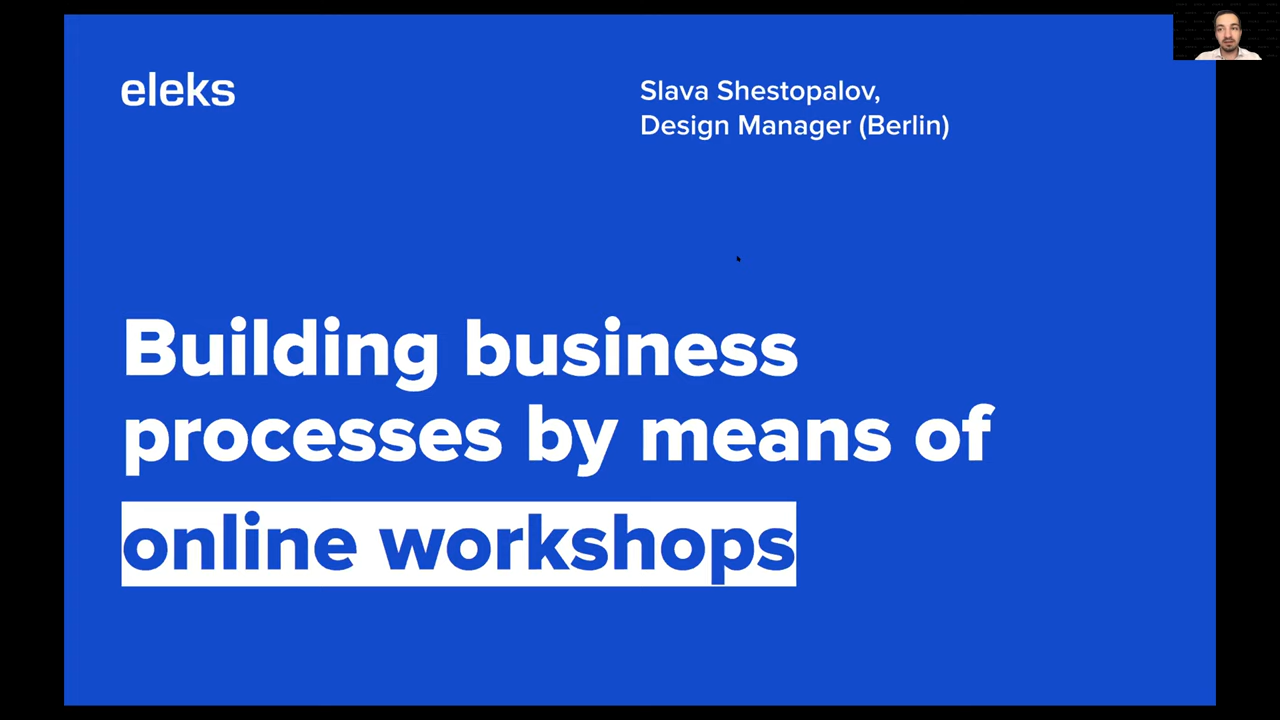 eleks
Slava Shestopalov,
Design Manager (Berlin)
Building business
processes by means of
online workshops